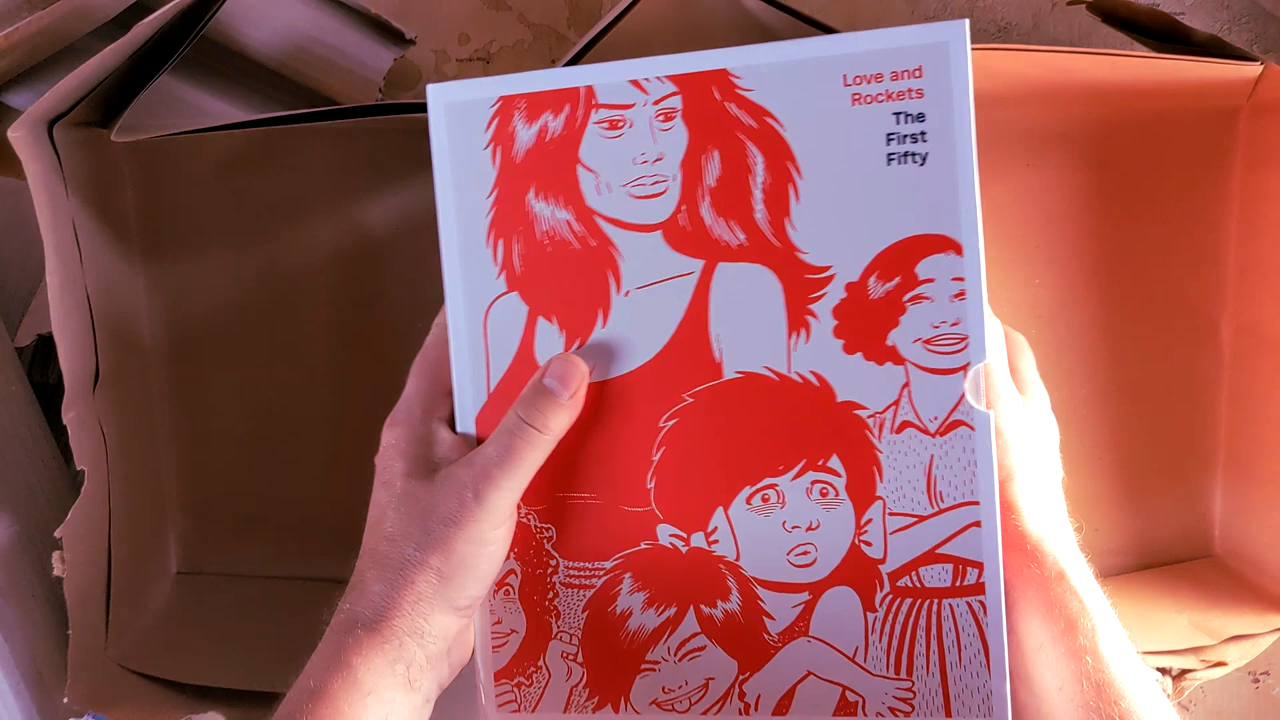 Love and
Rockets
The
First
Fifty